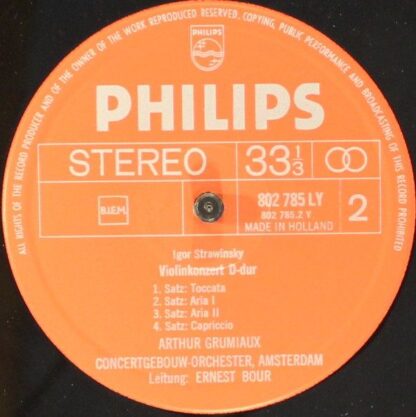 ALL RIGHTS OF THE RECORD PRODUCER AND OF THE OWNER OF THE WORK REPRODUCED RESERVED. COPYING, PUBLIC PERFORMANCE AND BROADCASTING OF THIS RECORD PROHIBITED
PHILIPS
PHILIPS
STEREO 33 1/3
802 785 LY
802 785.2 Y
MADE IN HOLLAND
2
B.I.E.M.
Igor Strawinsky
Violinkonzert D-dur
1. Satz: Toccata
2. Satz: Aria I
3. Satz: Aria II
4. Satz: Capriccio
ARTHUR GRUMIAUX
CONCERTGEBOUW-ORCHESTER, AMSTERDAM
Leitung: ERNEST BOUR